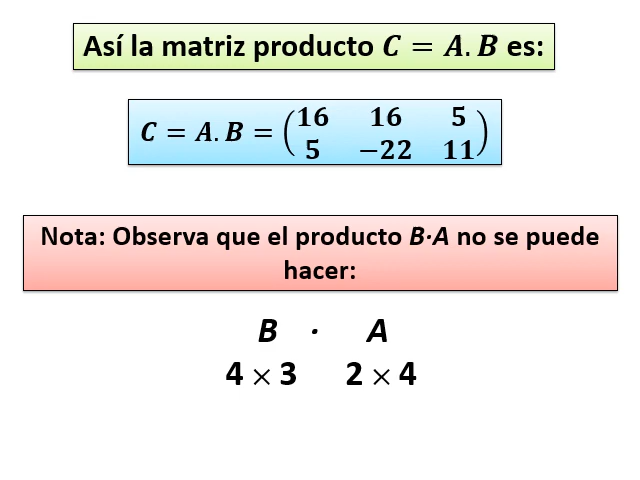 Así la matriz producto C = A. B es:
C = A. B = (16 16 5
5 −22 11)
Nota: Observa que el producto B·A no se puede
hacer:
B · A
4 × 3 2 × 4